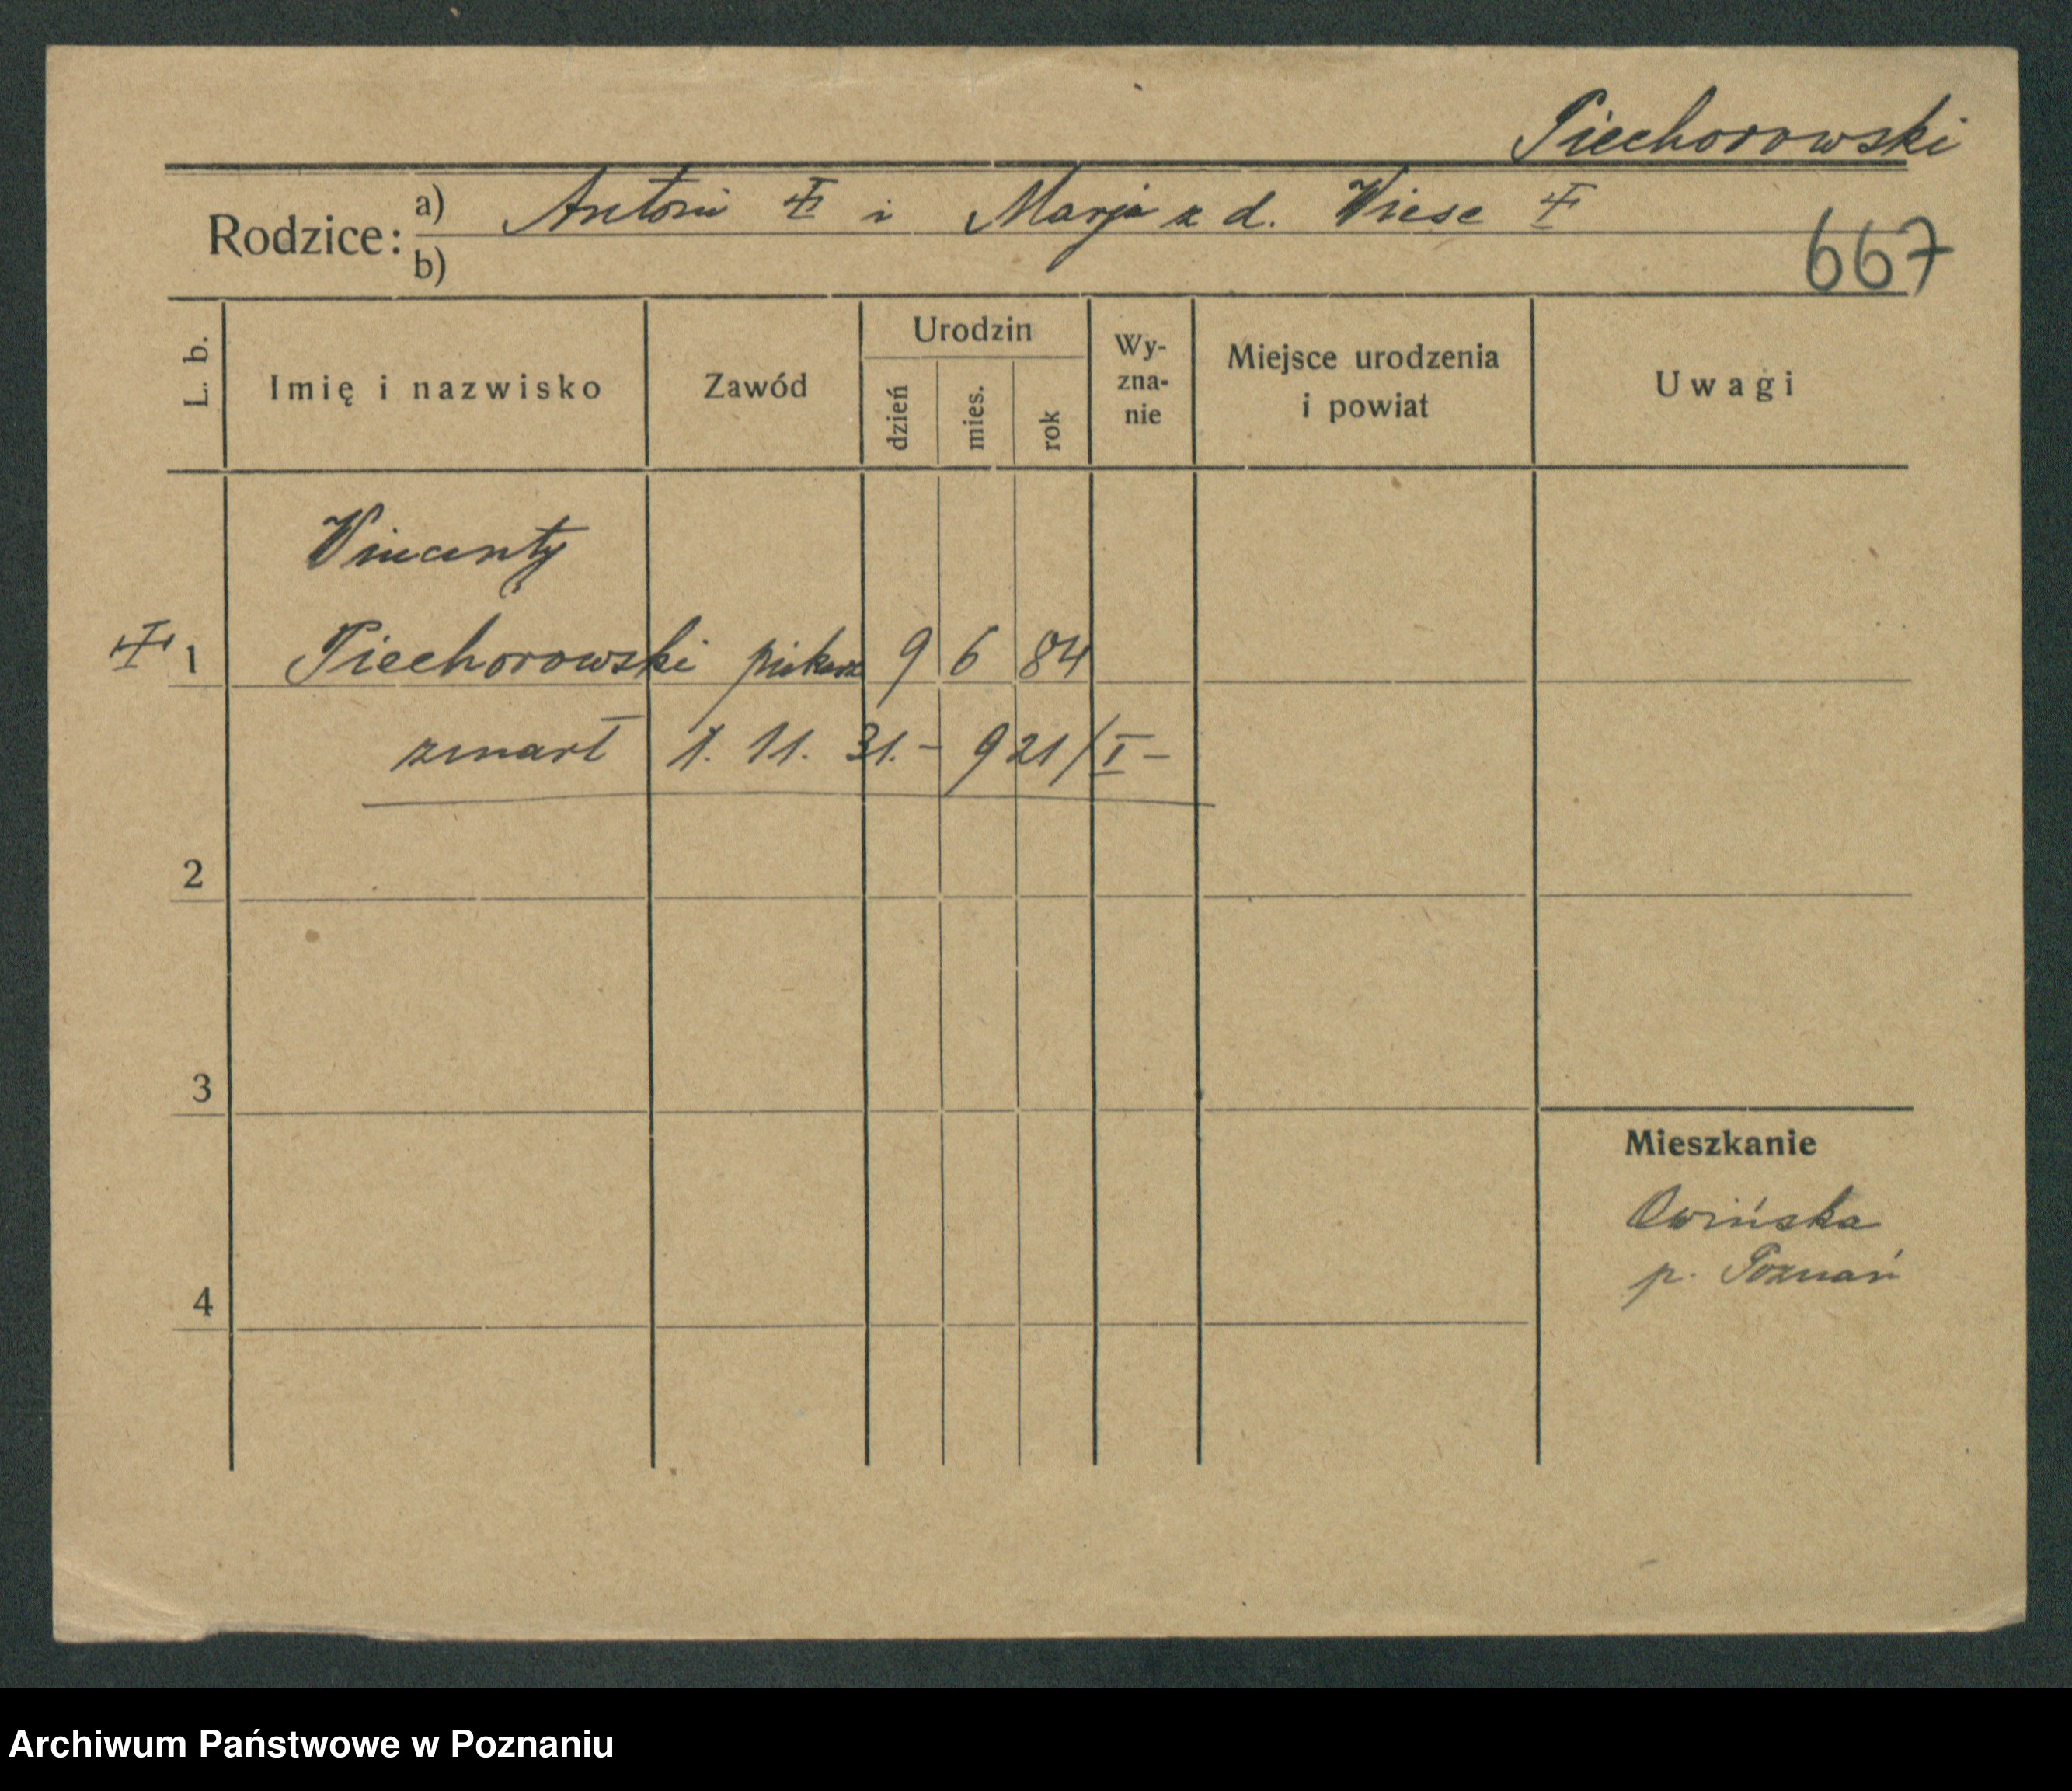 Piechorowski
Rodzice: a) Antoni i Marja z d. Wiese
b)
667
L. b. Imię i nazwisko Zawód Urodzin dzień mies. rok Wy-zna-nie Miejsce urodzenia i powiat Uwagi
Wincenty
1 Piechorowski piekarz 9 6 84
zmarł 1. 11. 31. - 921/I -
2
3
Mieszkanie
Owińska
p. Poznań
4
Archiwum Państwowe w Poznaniu